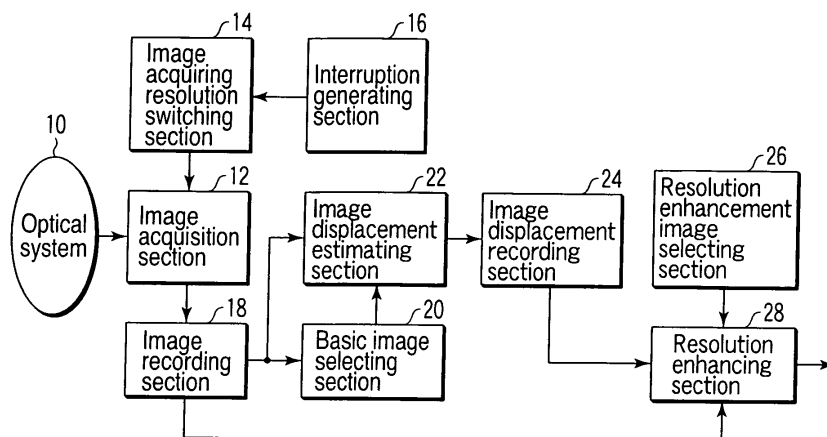 14
Image
acquiring
resolution
switching
section
16
Interruption
generating
section
10
Optical
system
12
Image
acquisition
section
22
Image
displacement
estimating
section
24
Image
displacement
recording
section
26
Resolution
enhancement
image
selecting
section
18
Image
recording
section
20
Basic image
selecting
section
28
Resolution
enhancing
section